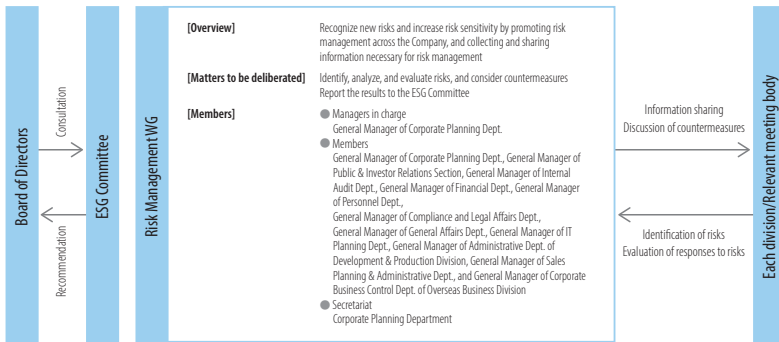 Board of Directors
Consultation
Recommendation
ESG Committee
Risk Management WG
[Overview]
Recognize new risks and increase risk sensitivity by promoting risk
management across the Company, and collecting and sharing
information necessary for risk management
[Matters to be deliberated]
Identify, analyze, and evaluate risks, and consider countermeasures
Report the results to the ESG Committee
[Members]
● Managers in charge
General Manager of Corporate Planning Dept.
● Members
General Manager of Corporate Planning Dept., General Manager of
Public & Investor Relations Section, General Manager of Internal
Audit Dept., General Manager of Financial Dept., General Manager
of Personnel Dept.,
General Manager of Compliance and Legal Affairs Dept.,
General Manager of General Affairs Dept., General Manager of IT
Planning Dept., General Manager of Administrative Dept. of
Development & Production Division, General Manager of Sales
Planning & Administrative Dept., and General Manager of Corporate
Business Control Dept. of Overseas Business Division
● Secretariat
Corporate Planning Department
Information sharing
Discussion of countermeasures
Identification of risks
Evaluation of responses to risks
Each division/Relevant meeting body